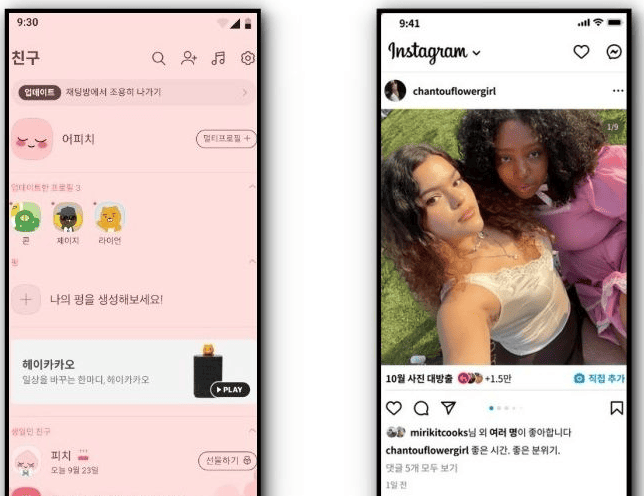 9:30
친구
업데이트 채팅방에서 조용히 나가기
어피치
멀티프로필 +
업데이트한 프로필 3
콘
제이지
라이언
펑
나의 펑을 생성해보세요!
헤이카카오
일상을 바꾸는 한마디, 헤이카카오
PLAY
생일인 친구
피치
오늘 9월 23일
선물하기
9:41
Instagram
chantouflowergirl
1/9
10월 사진 대방출 +1.5만
직접 추가
mirikitcooks님 외 여러 명이 좋아합니다
chantouflowergirl 좋은 시간. 좋은 분위기.
댓글 5개 모두 보기
1일 전